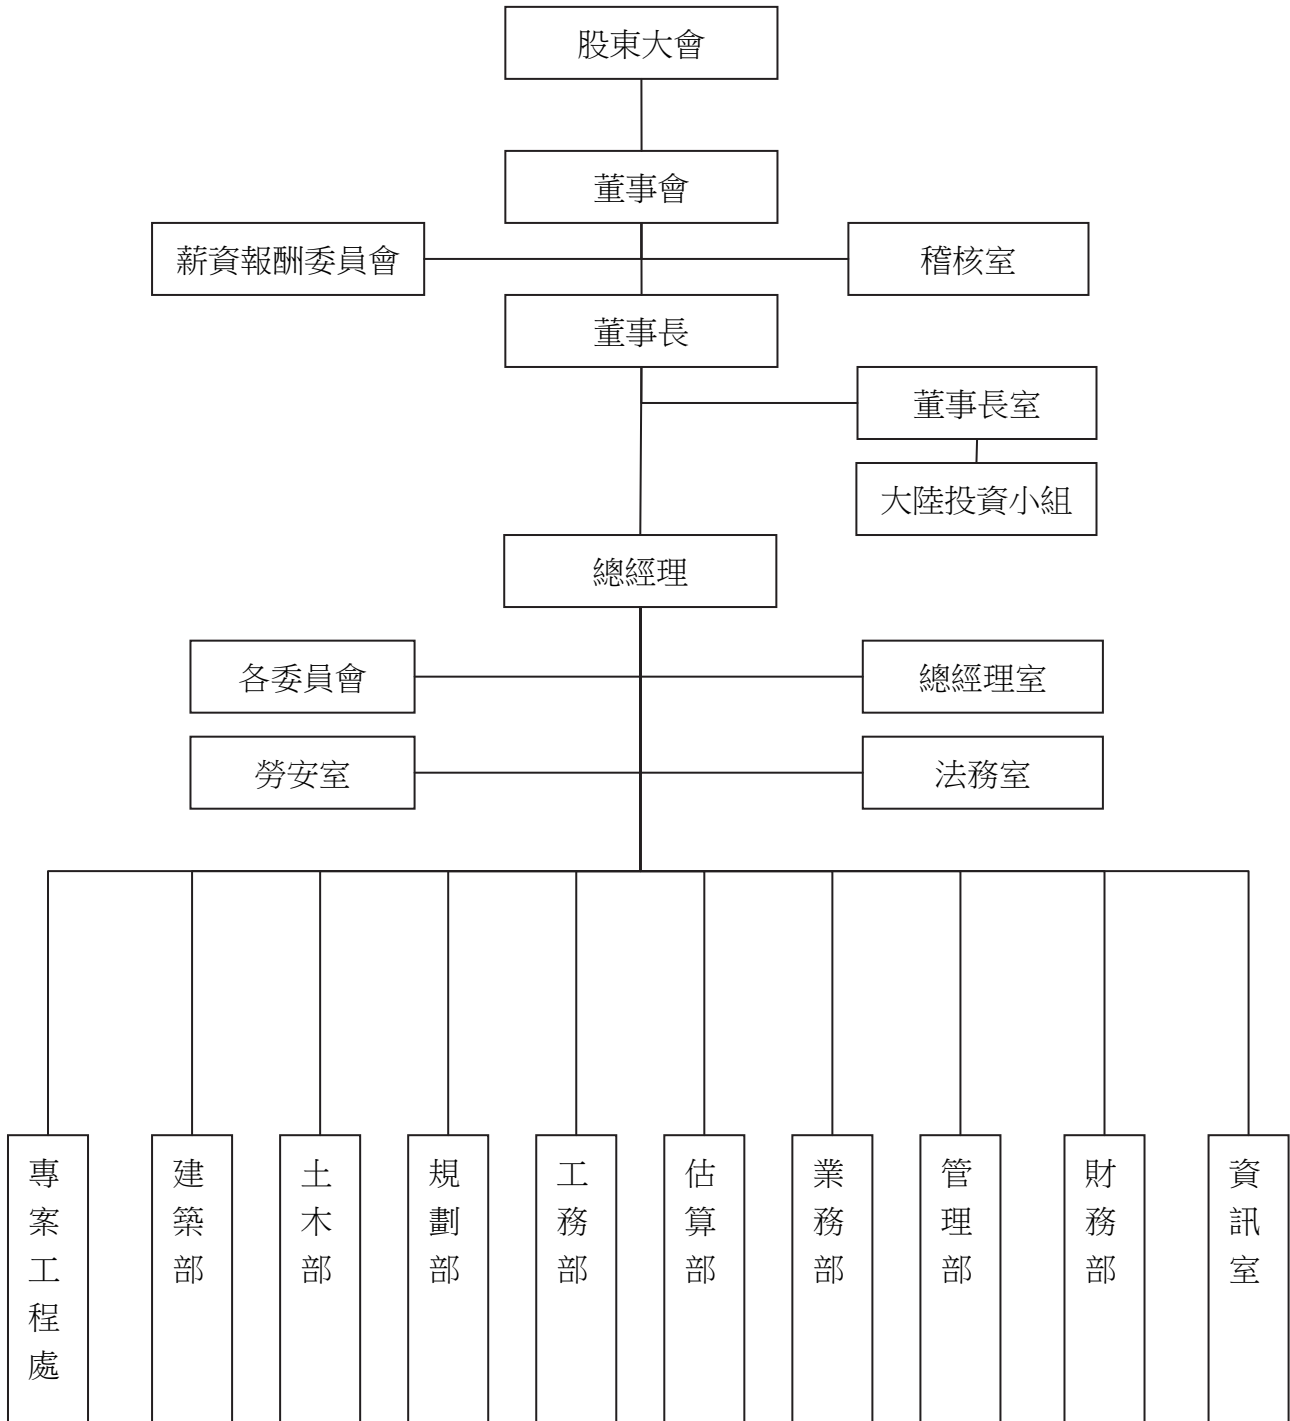 股東大會
董事會
薪資報酬委員會
稽核室
董事長
董事長室
大陸投資小組
總經理
各委員會
總經理室
勞安室
法務室
專案工程處
建築部
土木部
規劃部
工務部
估算部
業務部
管理部
財務部
資訊室